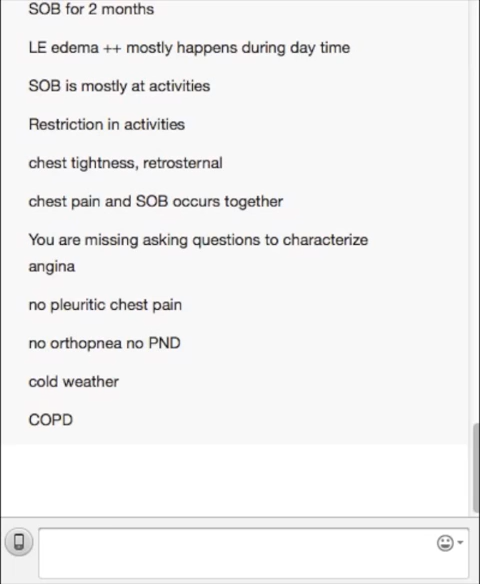 SOB for 2 months
LE edema ++ mostly happens during day time
SOB is mostly at activities
Restriction in activities
chest tightness, retrosternal
chest pain and SOB occurs together
You are missing asking questions to characterize
angina
no pleuritic chest pain
no orthopnea no PND
cold weather
COPD